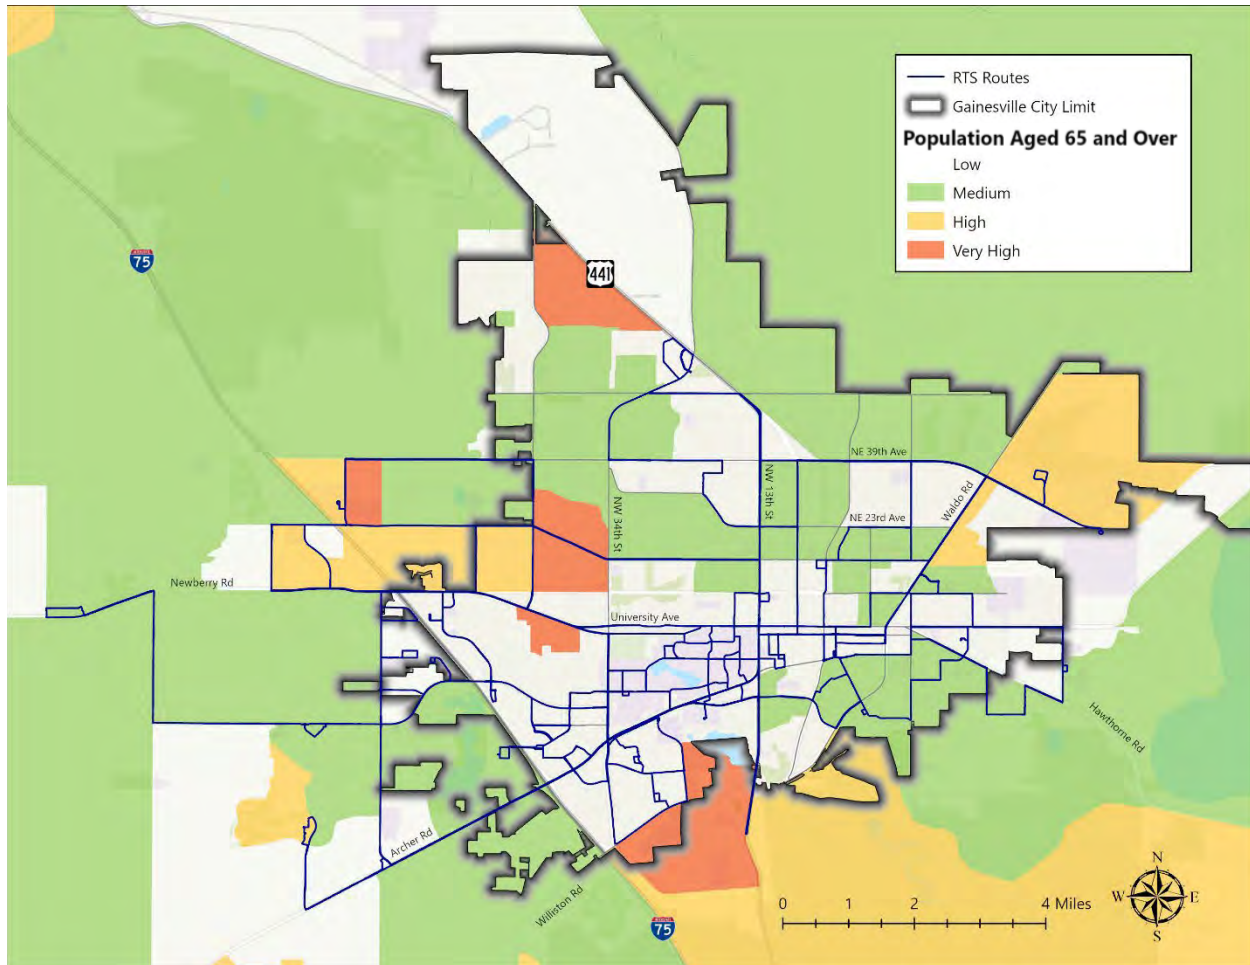 RTS Routes
Gainesville City Limit
Population Aged 65 and Over
Low
Medium
High
Very High
75
441
NE 39th Ave
NW 13th St
NW 34th St
Waldo Rd
NE 23rd Ave
Newberry Rd
University Ave
Hawthorne Rd
Archer Rd
Williston Rd
75
N
W E
S
0 1 2 4 Miles